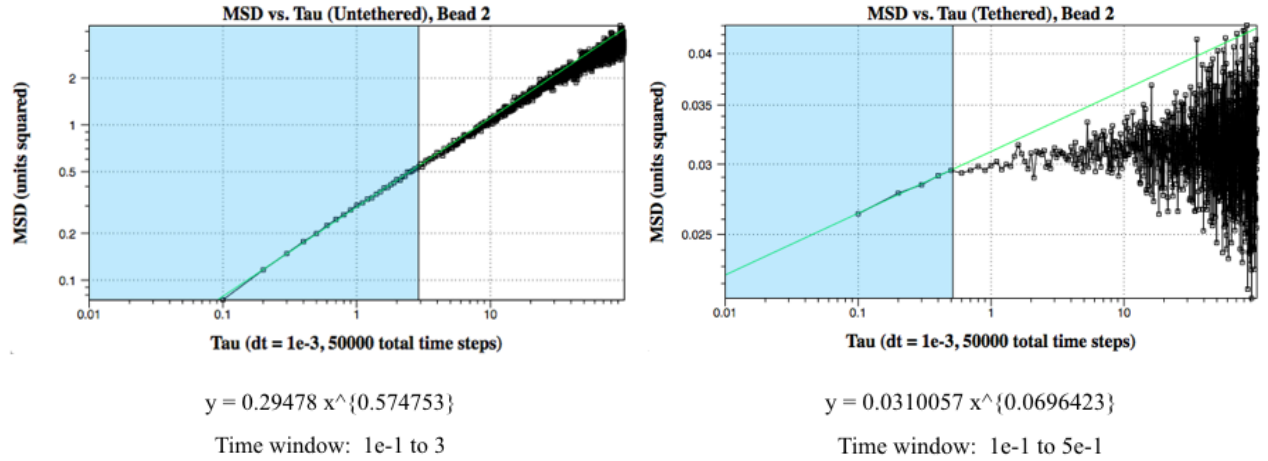 MSD vs. Tau (Untethered), Bead 2
MSD (units squared)
2
1
0.5
0.2
0.1
0.01
0.1
1
10
Tau (dt = 1e-3, 50000 total time steps)
y = 0.29478 x^{0.574753}
Time window: 1e-1 to 3
MSD vs. Tau (Tethered), Bead 2
MSD (units squared)
0.04
0.035
0.03
0.025
0.01
0.1
1
10
Tau (dt = 1e-3, 50000 total time steps)
y = 0.0310057 x^{0.0696423}
Time window: 1e-1 to 5e-1